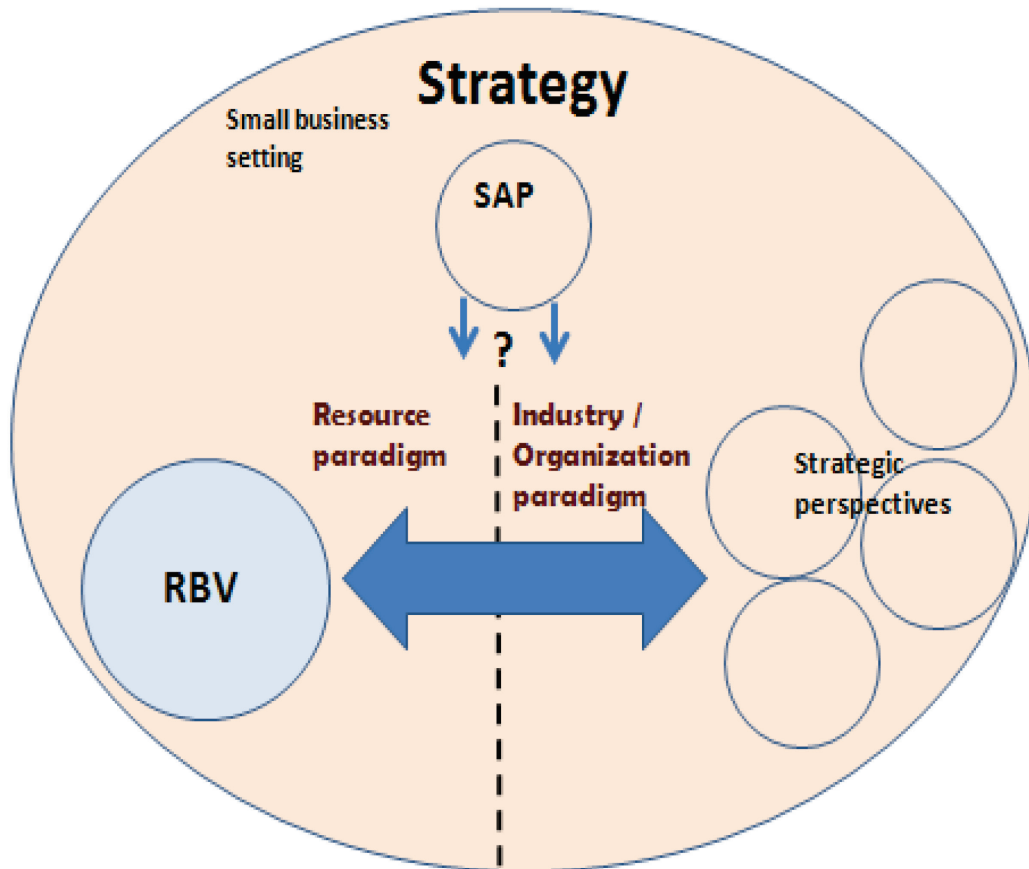 Strategy
Small business
setting
SAP
?
Resource
paradigm
Industry /
Organization
paradigm
Strategic
perspectives
RBV